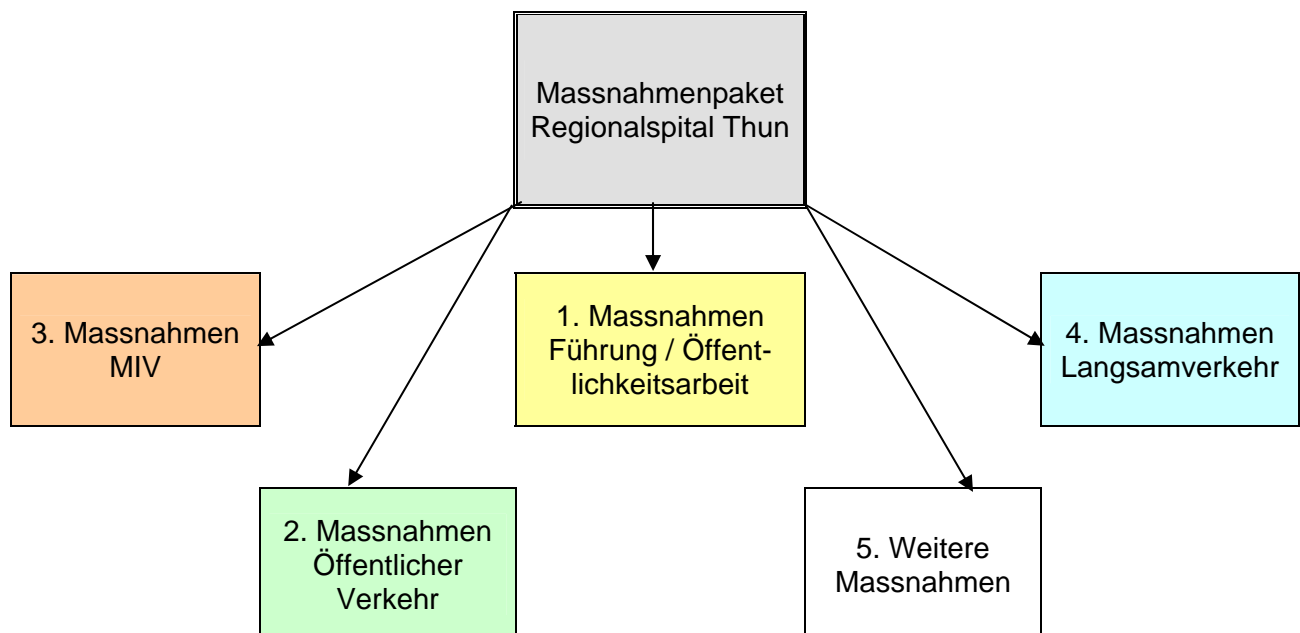 Massnahmenpaket
Regionalspital Thun
3. Massnahmen
MIV
1. Massnahmen
Führung / Öffent-
lichkeitsarbeit
4. Massnahmen
Langsamverkehr
2. Massnahmen
Öffentlicher
Verkehr
5. Weitere
Massnahmen